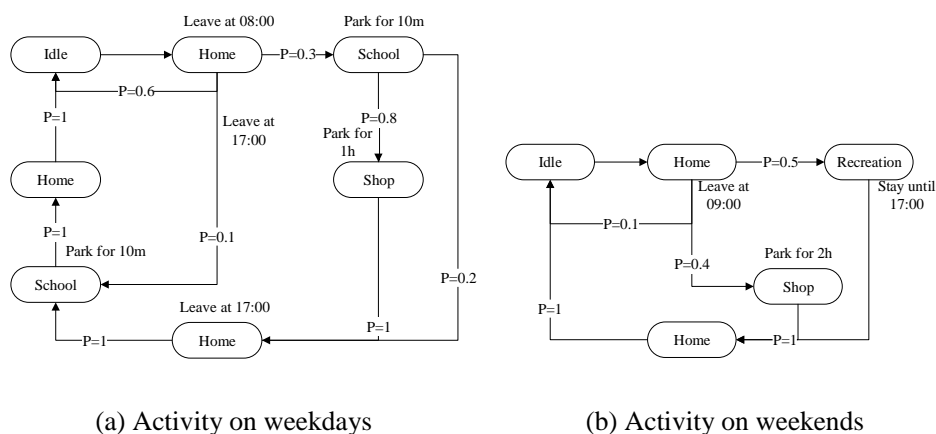 Leave at 08:00
Park for 10m
Idle
Home
P=0.3
School
P=0.6
P=0.8
P=1
Leave at
17:00
Park for
1h
Home
Shop
P=1
Park for 10m
P=0.1
School
P=0.2
Leave at 17:00
P=1
P=1
Home
(a) Activity on weekdays
Idle
Home
P=0.5
Recreation
Leave at
09:00
Stay until
17:00
P=0.1
P=0.4
Park for 2h
Shop
P=1
Home
P=1
(b) Activity on weekends